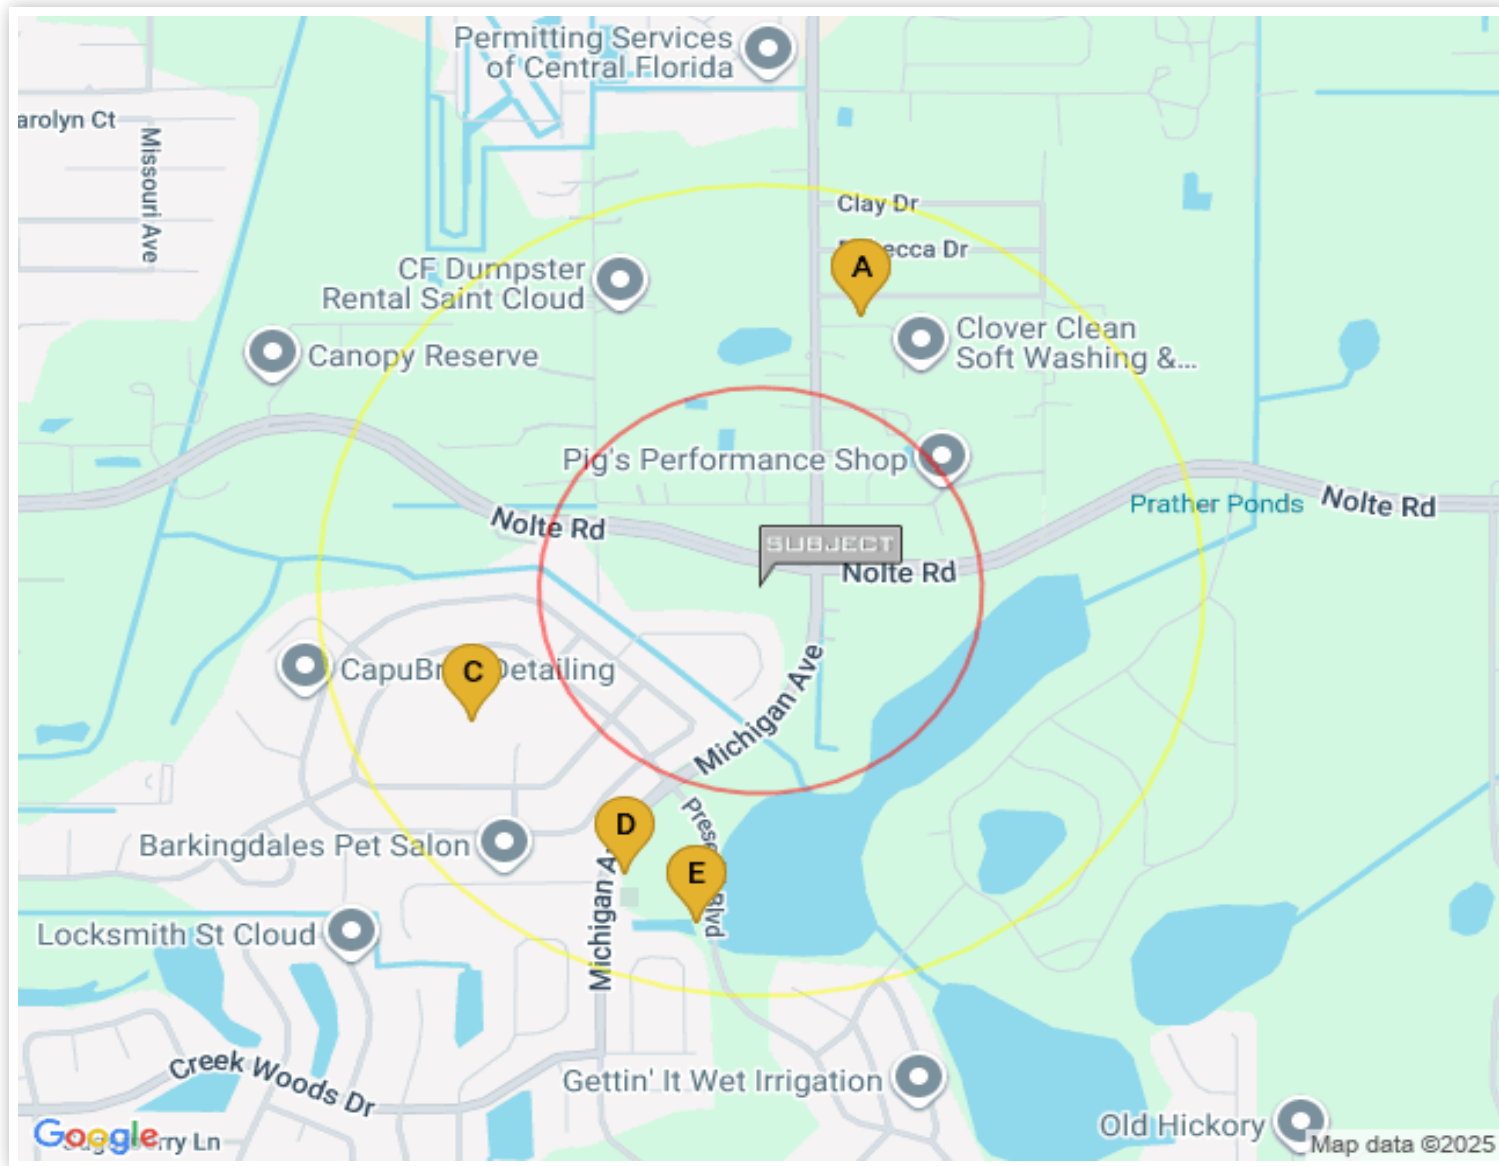 Permitting Services
of Central Florida
arolyn Ct
Missouri Ave
Clay Dr
ecca Dr
A
CF Dumpster
Rental Saint Cloud
Canopy Reserve
Clover Clean
Soft Washing &...
Pig's Performance Shop
Prather Ponds
Nolte Rd
Nolte Rd
SUBJECT
Nolte Rd
CapuBr Detailing
C
Michigan Ave
Barkingdales Pet Salon
D
Prese
E
Blvd
Michigan A
Locksmith St Cloud
Creek Woods Dr
Gettin' It Wet Irrigation
Old Hickory
Google
rry Ln
Map data ©2025